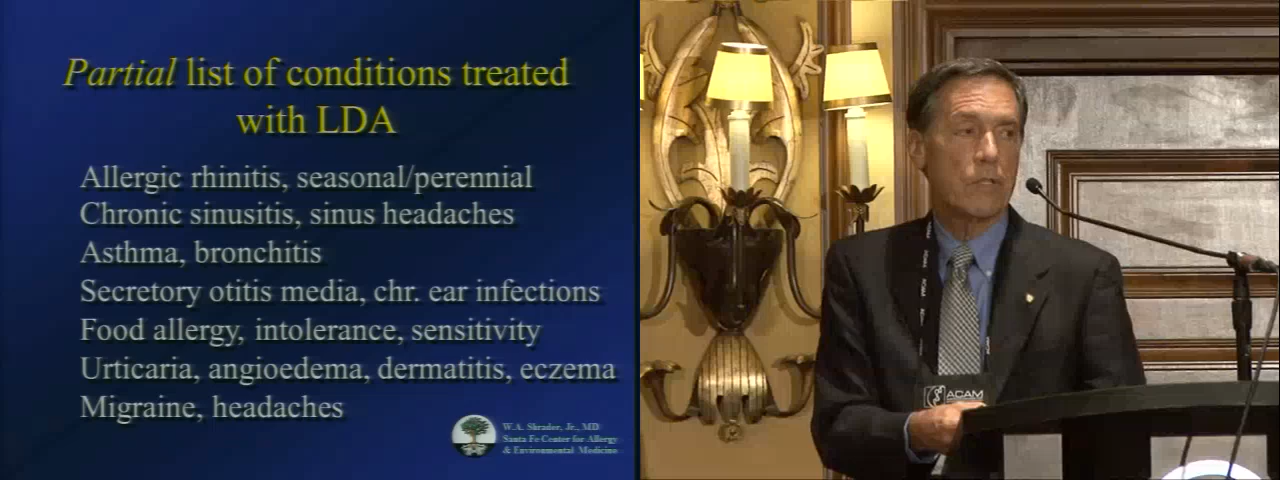 Partial list of conditions treated
with LDA
Allergic rhinitis, seasonal/perennial
Chronic sinusitis, sinus headaches
Asthma, bronchitis
Secretory otitis media, chr. ear infections
Food allergy, intolerance, sensitivity
Urticaria, angioedema, dermatitis, eczema
Migraine, headaches
W.A. Shrader, Jr., MD
Santa Fe Center for Allergy
& Environmental Medicine
ACAM